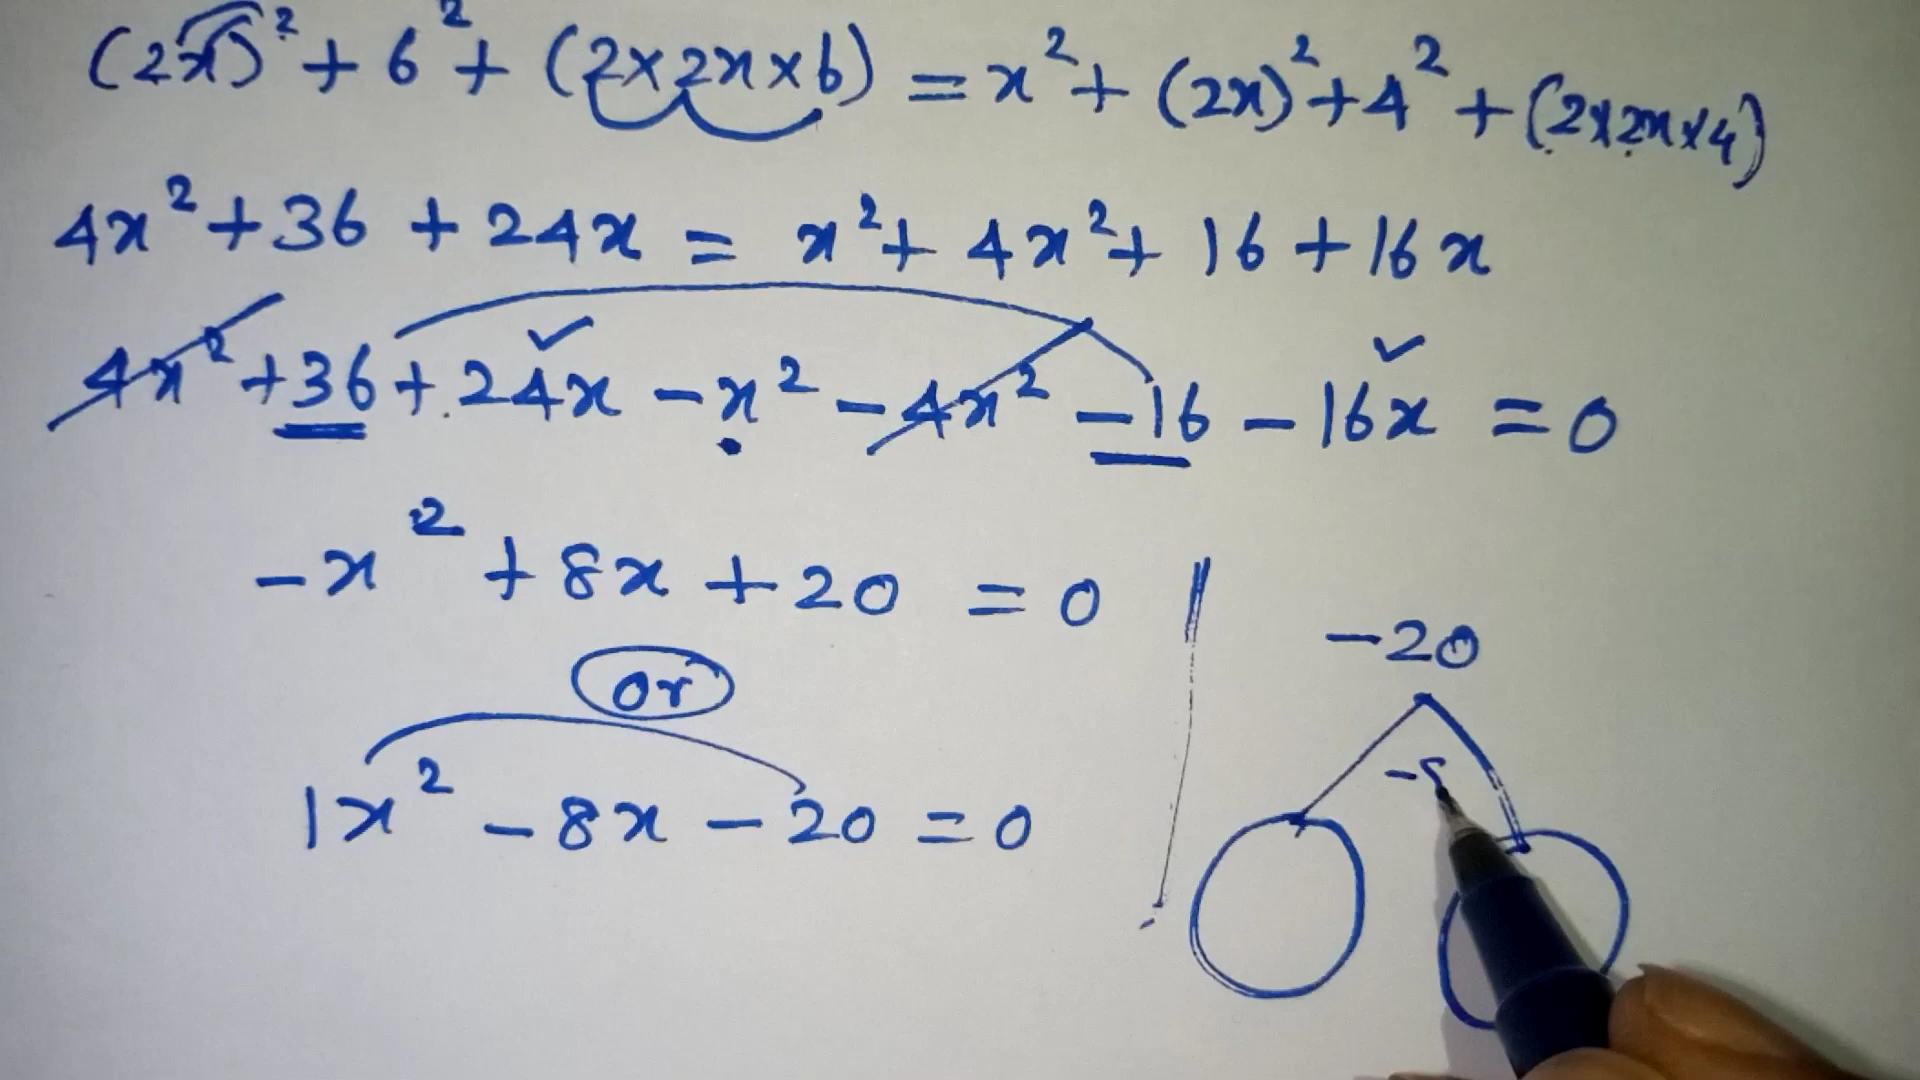 (2x)² + 6² + (2×2x×6) = x² + (2x)² + 4² + (2×2x×4)
4x² + 36 + 24x = x² + 4x² + 16 + 16x
4x² + 36 + 24x - x² - 4x² - 16 - 16x = 0
-x² + 8x + 20 = 0
or
1x² - 8x - 20 = 0
-20